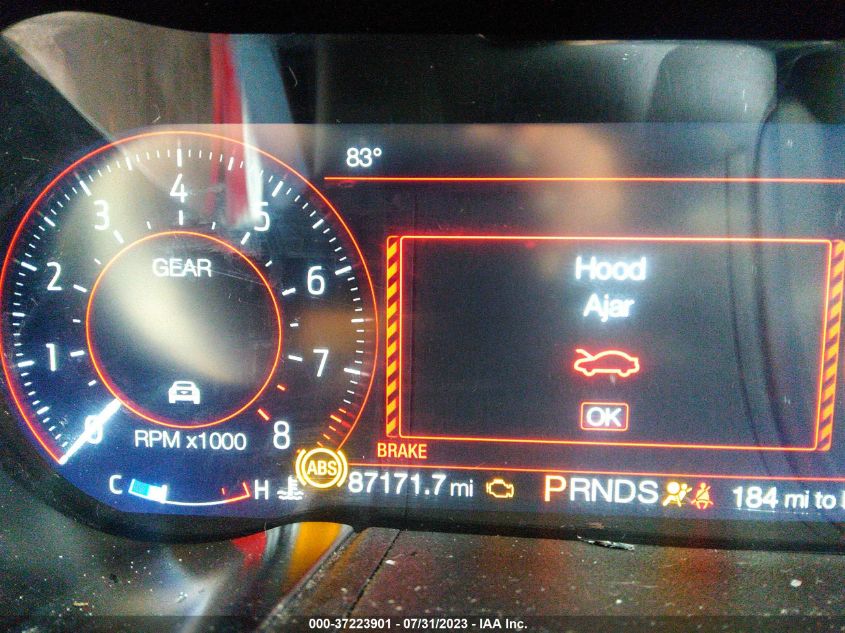 83°
4
3
5
GEAR
Hood
2
6
Ajar
1
7
OK
0
8
RPM x1000
BRAKE
ABS
C
H
87171.7 mi
PRNDS
184 mi to
000-37223901 - 07/31/2023 - IAA Inc.